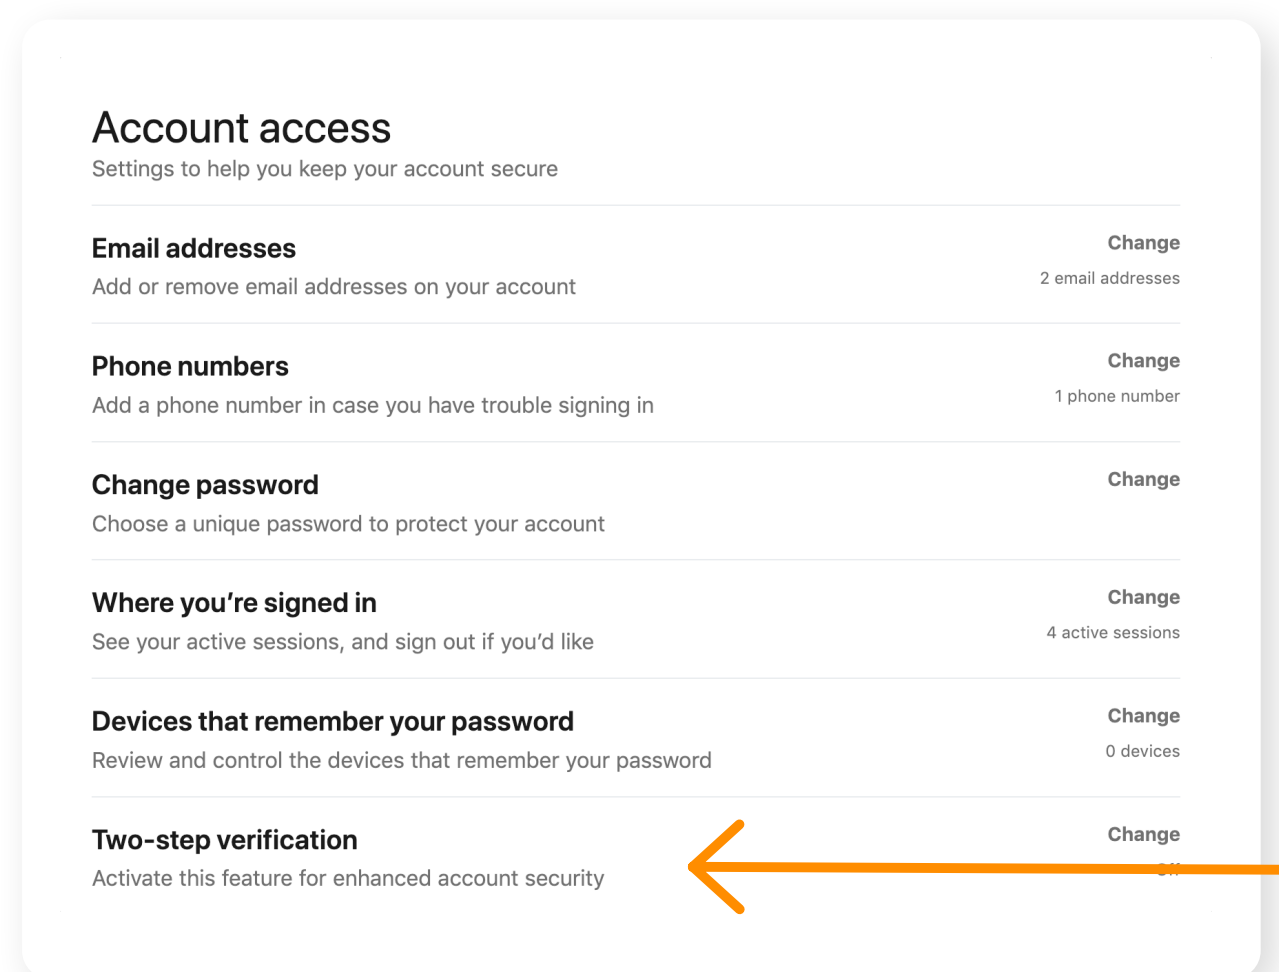 Account access
Settings to help you keep your account secure
Email addresses
Change
Add or remove email addresses on your account
2 email addresses
Phone numbers
Change
Add a phone number in case you have trouble signing in
1 phone number
Change password
Change
Choose a unique password to protect your account
Where you’re signed in
Change
See your active sessions, and sign out if you’d like
4 active sessions
Devices that remember your password
Change
Review and control the devices that remember your password
0 devices
Two-step verification
Change
Activate this feature for enhanced account security
Off